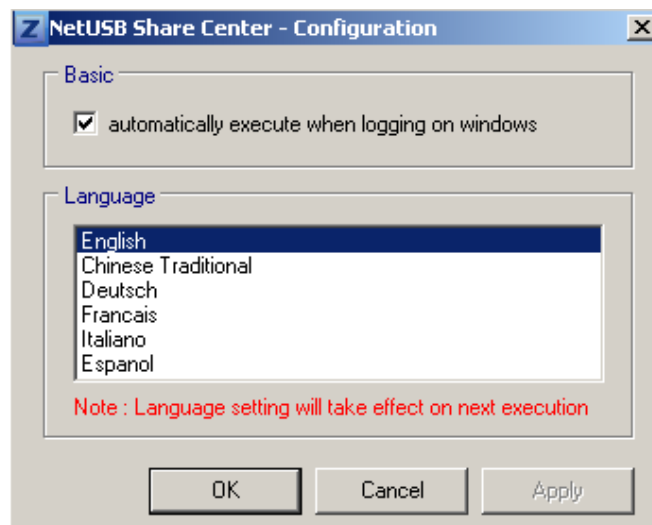 Z NetUSB Share Center - Configuration
Basic
automatically execute when logging on windows
Language
English
Chinese Traditional
Deutsch
Francais
Italiano
Espanol
Note : Language setting will take effect on next execution
OK Cancel Apply